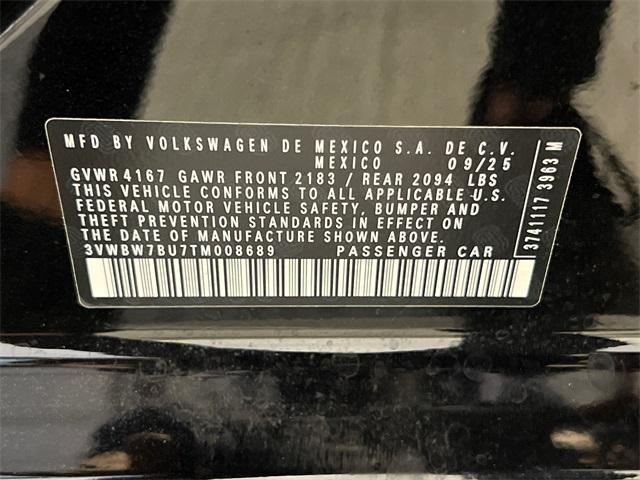 MFD BY VOLKSWAGEN DE MEXICO S.A. DE C.V.
MEXICO 09/25
GVWR 4167 GAWR FRONT 2183 / REAR 2094 LBS
THIS VEHICLE CONFORMS TO ALL APPLICABLE U.S.
FEDERAL MOTOR VEHICLE SAFETY, BUMPER AND
THEFT PREVENTION STANDARDS IN EFFECT ON
THE DATE OF MANUFACTURE SHOWN ABOVE.
3VWBW7BU7TM008689 PASSENGER CAR
3741117 3963 M